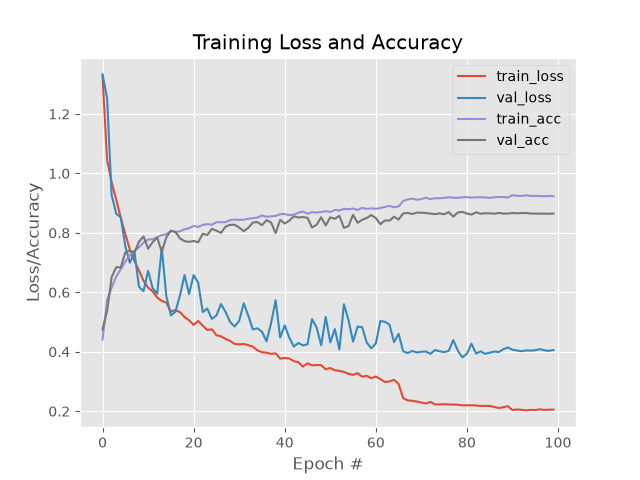 Training Loss and Accuracy
train_loss
val_loss
train_acc
val_acc
Loss/Accuracy
1.2
1.0
0.8
0.6
0.4
0.2
0 20 40 60 80 100
Epoch #